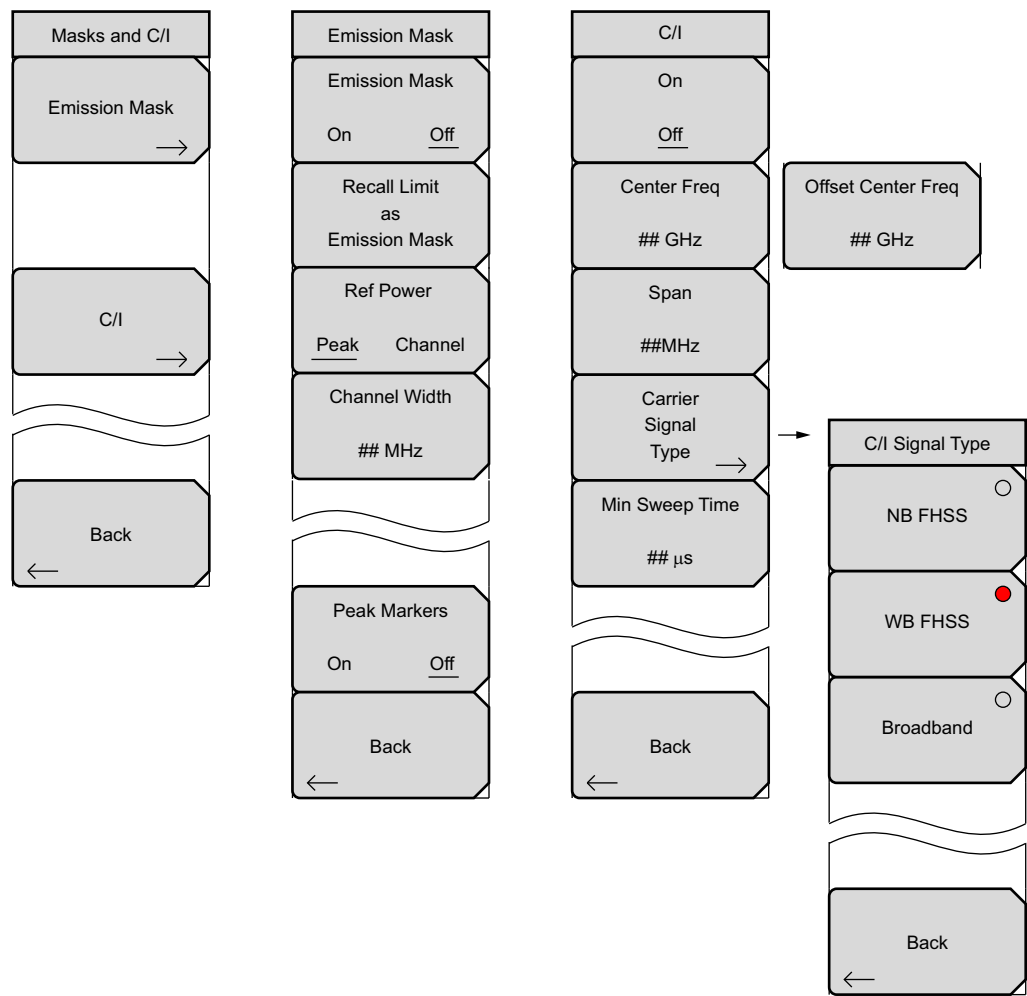 Masks and C/I
Emission Mask
C/I
Back
Emission Mask
Emission Mask
On Off
Recall Limit
as
Emission Mask
Ref Power
Peak Channel
Channel Width
## MHz
Peak Markers
On Off
Back
C/I
On
Off
Center Freq
## GHz
Span
##MHz
Carrier
Signal
Type
Min Sweep Time
## μs
Back
Offset Center Freq
## GHz
C/I Signal Type
NB FHSS
WB FHSS
Broadband
Back